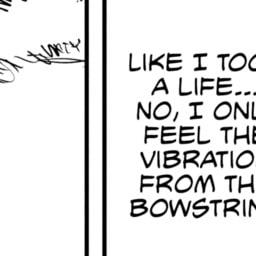 LIKE I TOO
A LIFE...
NO, I ONL
FEEL THE
VIBRATIO
FROM TH
BOWSTRIN